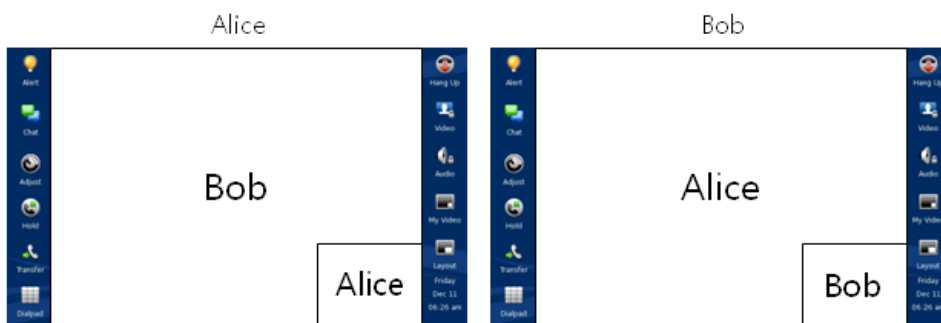 Alice
Alert
Chat
Adjust
Hold
Transfer
Dialpad
Bob
Alice
Hang Up
Video
Audio
My Video
Layout
Friday
Dec 11
06:26 am
Bob
Alert
Chat
Adjust
Hold
Transfer
Dialpad
Alice
Bob
Hang Up
Video
Audio
My Video
Layout
Friday
Dec 11
06:26 am